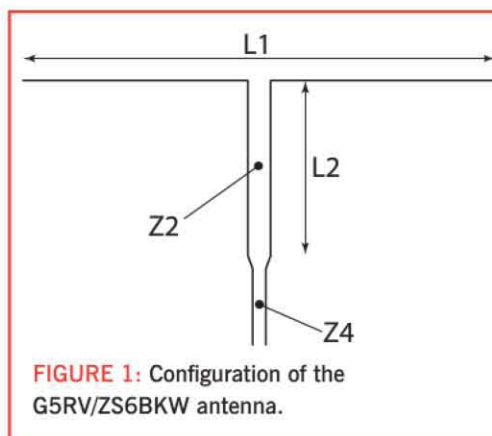 L1
L2
Z2
Z4
FIGURE 1: Configuration of the
G5RV/ZS6BKW antenna.